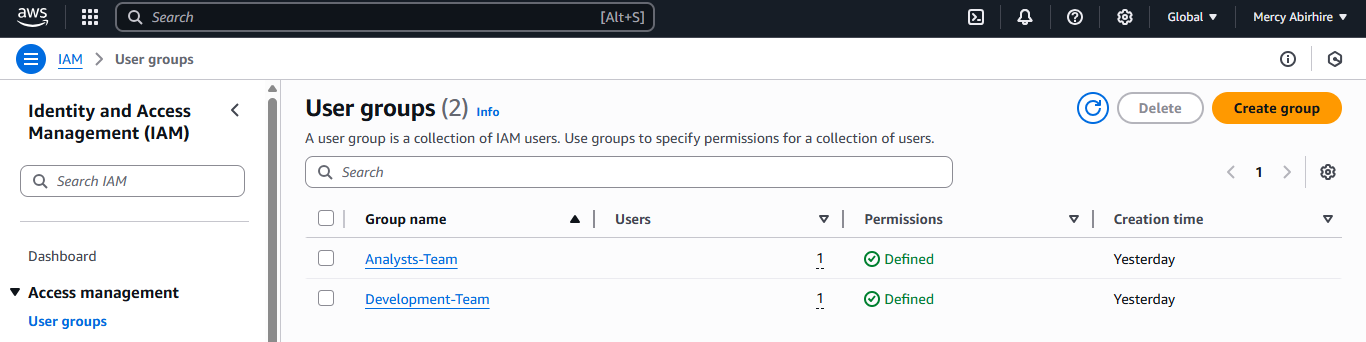 aws Search [Alt+S] Global Mercy Abirhire
IAM User groups
Identity and Access
Management (IAM)
Search IAM
Dashboard
Access management
User groups
User groups (2) Info
Delete
Create group
A user group is a collection of IAM users. Use groups to specify permissions for a collection of users.
Search
1
Group name Users Permissions Creation time
Analysts-Team 1 Defined Yesterday
Development-Team 1 Defined Yesterday